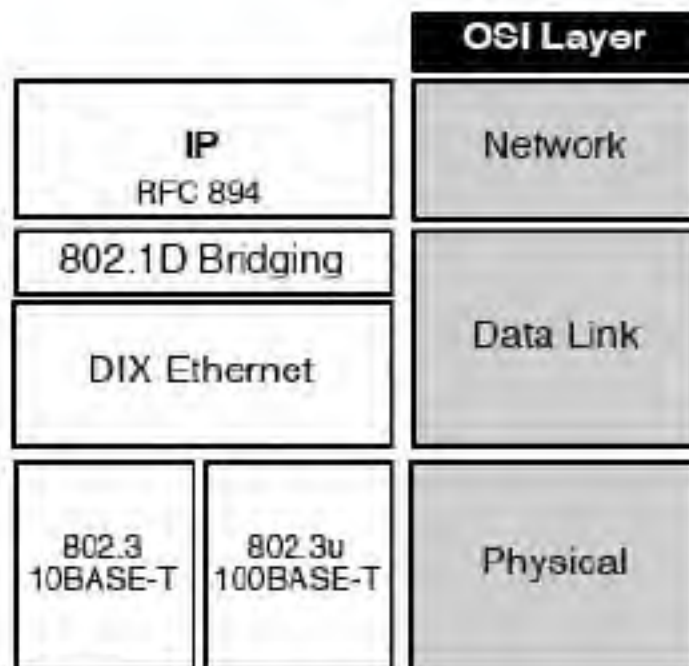 OSI Layer
IP
RFC 894
Network
802.1D Bridging
DIX Ethernet
Data Link
802.3
10BASE-T
802.3u
100BASE-T
Physical